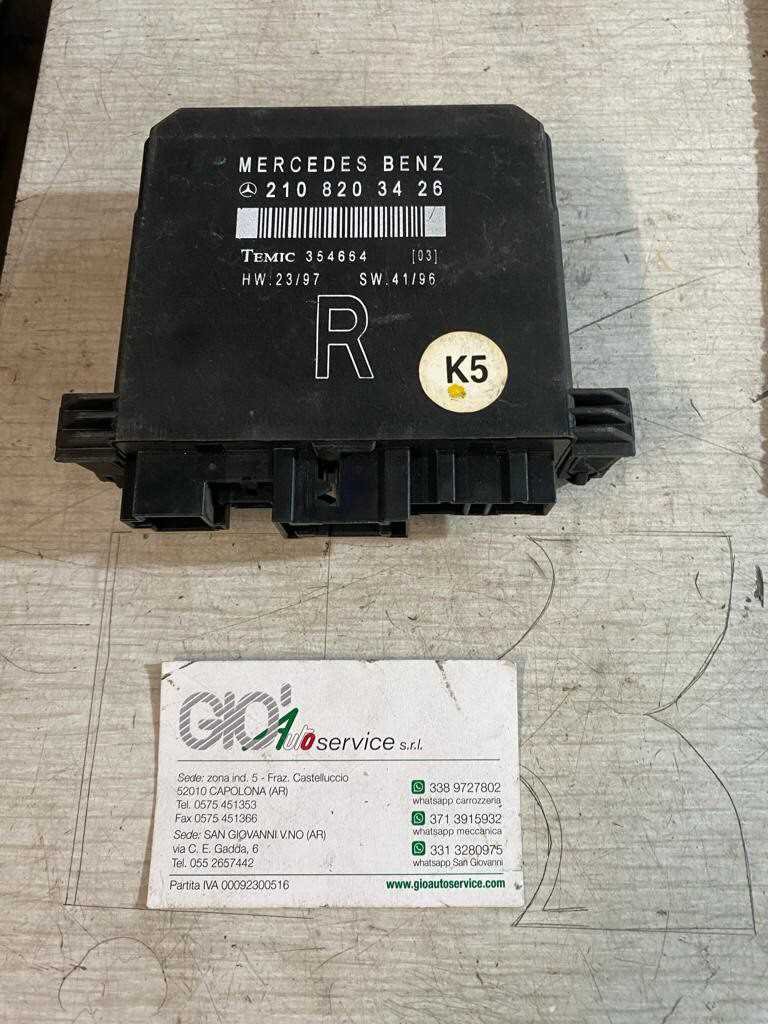 MERCEDES BENZ
210 820 34 26
TEMIC 354664 [03]
HW.23/97 SW.41/96
R
K5
GIO' Auto service s.r.l.
Sede: zona ind. 5 - Fraz. Castelluccio
52010 CAPOLONA (AR)
Tel. 0575 451353
Fax 0575 451366
Sede: SAN GIOVANNI V.NO (AR)
via C. E. Gadda, 6
Tel. 055 2657442
Partita IVA 00092300516
338 9727802
whatsapp carrozzeria
371 3915932
whatsapp meccanica
331 3280975
whatsapp San Giovanni
www.gioautoservice.com